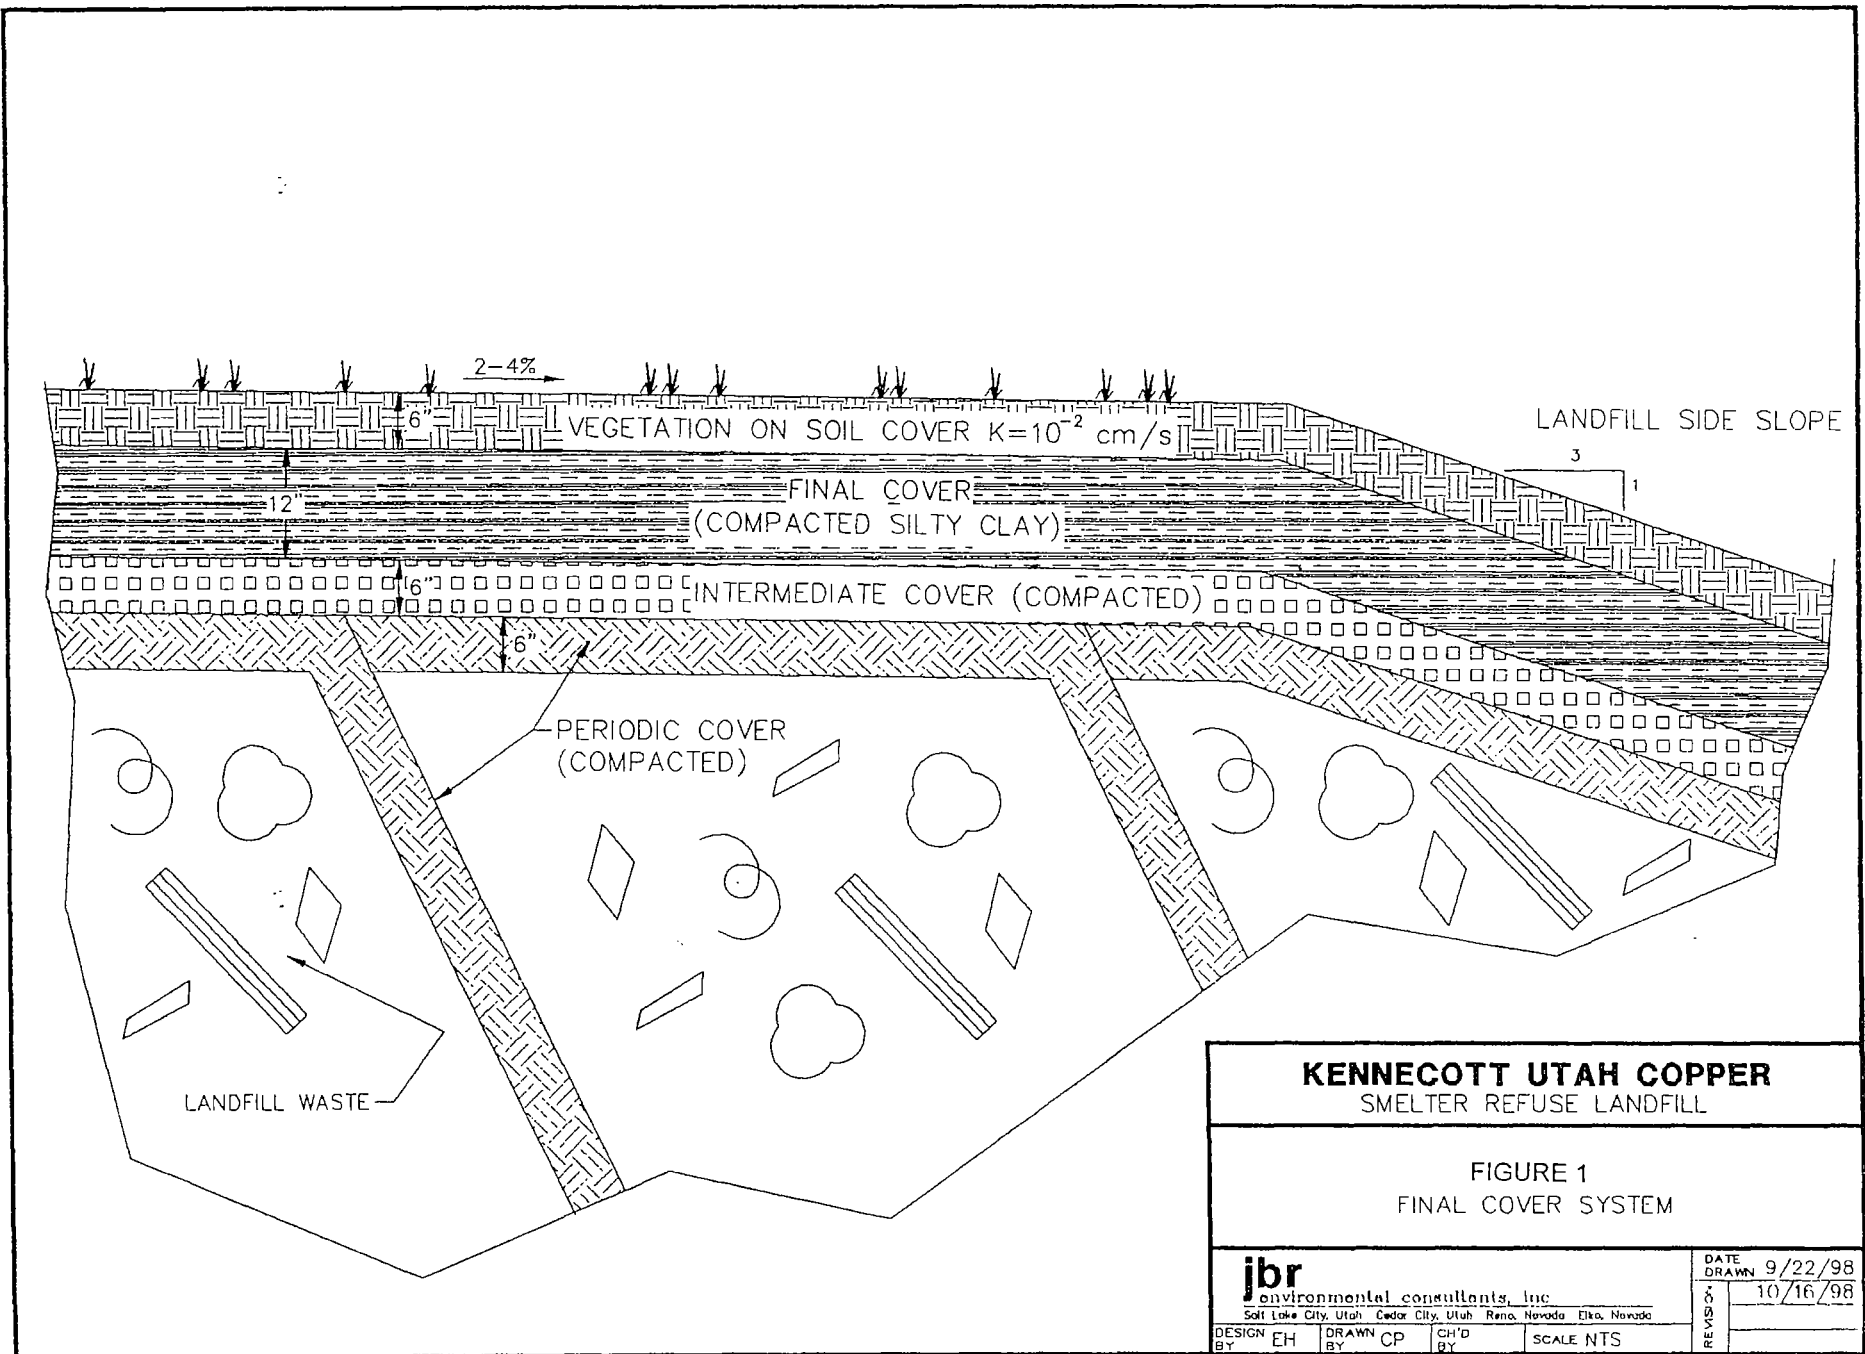 2-4%
6"
VEGETATION ON SOIL COVER K=10⁻² cm/s
LANDFILL SIDE SLOPE
3
1
12"
FINAL COVER
(COMPACTED SILTY CLAY)
6"
INTERMEDIATE COVER (COMPACTED)
6"
PERIODIC COVER
(COMPACTED)
LANDFILL WASTE
KENNECOTT UTAH COPPER
SMELTER REFUSE LANDFILL
FIGURE 1
FINAL COVER SYSTEM
jbr
environmental consultants, inc
Salt Lake City, Utah Cedar City, Utah Reno, Nevada Elko, Nevada
DESIGN BY EH
DRAWN BY CP
CH'D BY
SCALE NTS
DATE DRAWN 9/22/98
REVISION 10/16/98